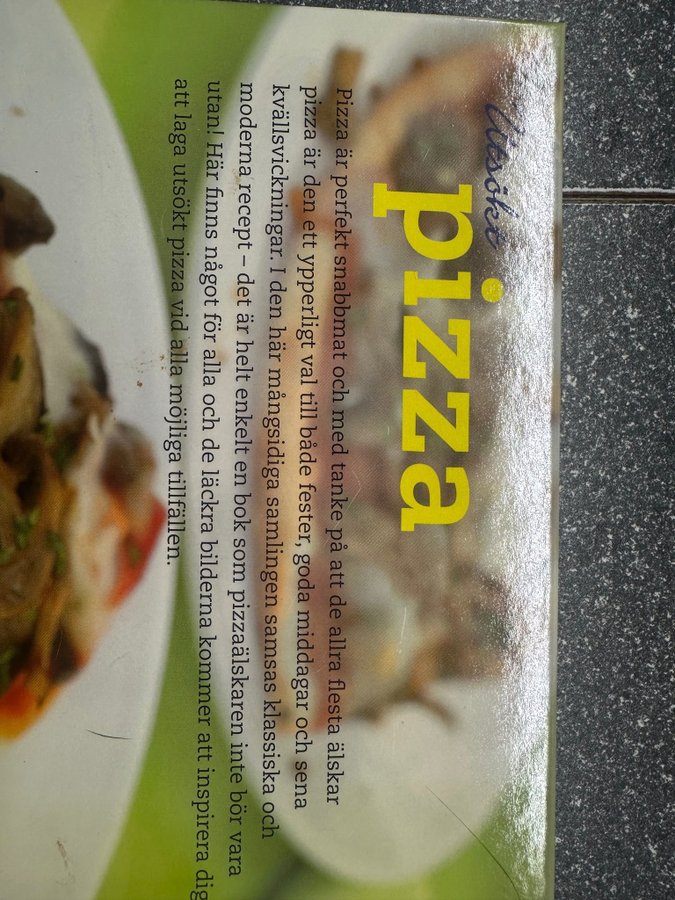 Utsökt
pizza
Pizza är perfekt snabbmat och med tanke på att de allra flesta älskar
pizza är den ett ypperligt val till både fester, goda middagar och sena
kvällsvickningar. I den här mångsidiga samlingen samsas klassiska och
moderna recept – det är helt enkelt en bok som pizzaälskaren inte bör vara
utan! Här finns något för alla och de läckra bilderna kommer att inspirera dig
att laga utsökt pizza vid alla möjliga tillfällen.